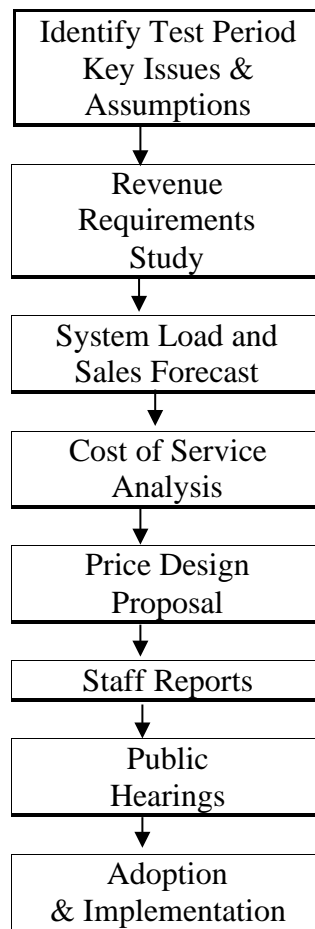 Identify Test Period
Key Issues &
Assumptions
Revenue
Requirements
Study
System Load and
Sales Forecast
Cost of Service
Analysis
Price Design
Proposal
Staff Reports
Public
Hearings
Adoption
& Implementation